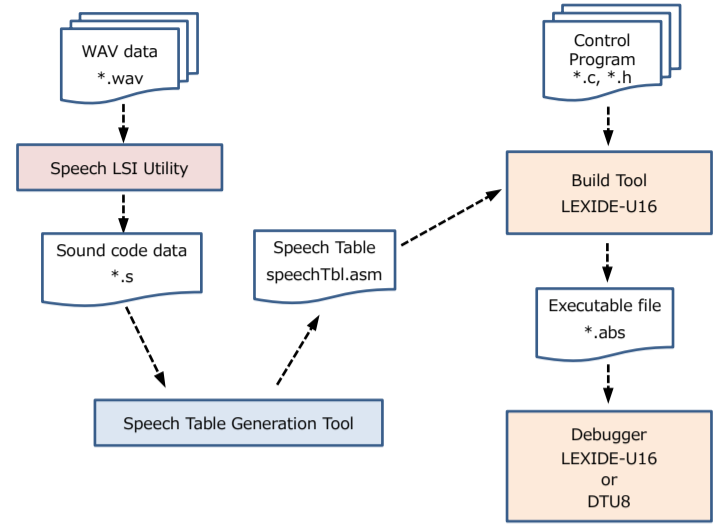 WAV data
*.wav
Speech LSI Utility
Sound code data
*.s
Speech Table Generation Tool
Speech Table
speechTbl.asm
Control
Program
*.c, *.h
Build Tool
LEXIDE-U16
Executable file
*.abs
Debugger
LEXIDE-U16
or
DTU8